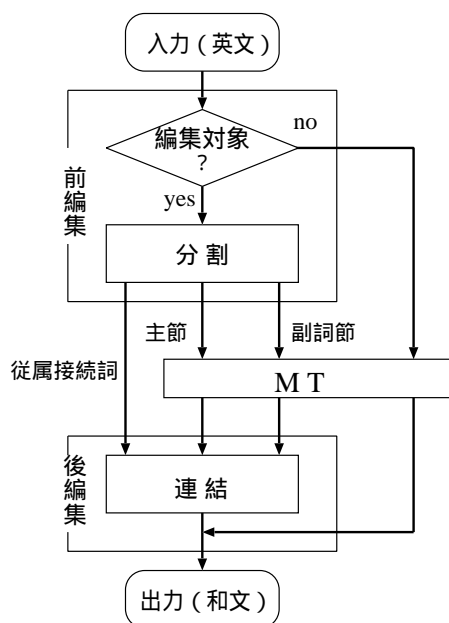 入力（英文）
編集対象
？
no
yes
前編集
分 割
主節
副詞節
従属接続詞
M T
後編集
連 結
出力（和文）